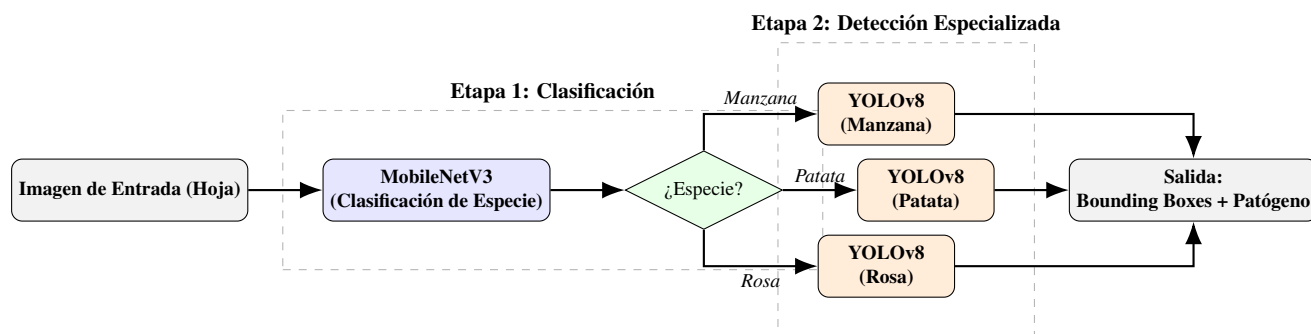 Etapa 2: Detección Especializada
Etapa 1: Clasificación
Imagen de Entrada (Hoja)
MobileNetV3
(Clasificación de Especie)
¿Especie?
Manzana
YOLOv8
(Manzana)
Patata
YOLOv8
(Patata)
Rosa
YOLOv8
(Rosa)
Salida:
Bounding Boxes + Patógeno